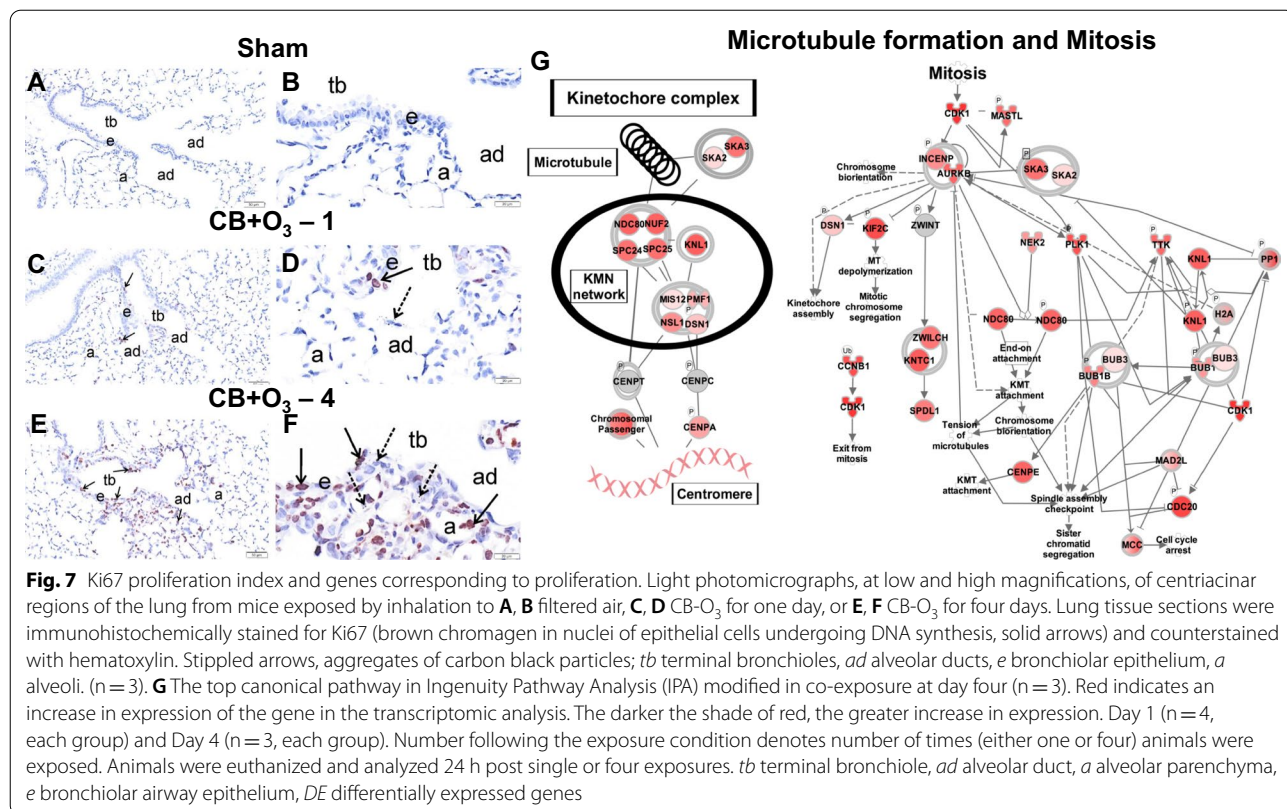 Sham
Microtubule formation and Mitosis
A
tb
e
ad
a
ad
B
tb
e
ad
a
CB+O₃ – 1
C
tb
e
a
ad
ad
D
e
tb
ad
a
CB+O₃ – 4
E
tb
e
ad
a
ad
F
tb
e
ad
a
G
Kinetochore complex
Microtubule
SKA3
SKA2
NDC80 NUF2
SPC24 SPC25
KNL1
KMN
network
MIS12 PMF1
P
NSL1 DSN1
P
CENPT
P
CENPC
Chromosomal
Passenger
P
CENPA
Centromere
Mitosis
P
CDK1
P
MASTL
P
INCENP
P
AURKB
P
SKA3
SKA2
Chromosome
biorientation
DSN1
P
KIF2C
P
ZWINT
P
NEK2
P
PLK1
P
TTK
KNL1
P
PP1
MT
depolymerization
Kinetochore
assembly
Mitotic chromosome
segregation
NDC80
P
NDC80
P
KNL1
P
H2A
End-on
attachment
ZWILCH
KNTC1
Ub
CCNB1
KMT
attachment
P
BUB3
BUB1B
P
BUB3
BUB1
CDK1
SPDL1
CDK1
Tension
of
microtubules
Chromosome
biorientation
Exit from
mitosis
P
CENPE
MAD2L
KMT
attachment
Spindle assembly
checkpoint
CDC20
Sister
chromatid
segregation
MCC
Cell cycle
arrest
Fig. 7 Ki67 proliferation index and genes corresponding to proliferation. Light photomicrographs, at low and high magnifications, of centriacinar
regions of the lung from mice exposed by inhalation to A, B filtered air, C, D CB-O₃ for one day, or E, F CB-O₃ for four days. Lung tissue sections were
immunohistochemically stained for Ki67 (brown chromagen in nuclei of epithelial cells undergoing DNA synthesis, solid arrows) and counterstained
with hematoxylin. Stippled arrows, aggregates of carbon black particles; tb terminal bronchioles, ad alveolar ducts, e bronchiolar epithelium, a
alveoli. (n = 3). G The top canonical pathway in Ingenuity Pathway Analysis (IPA) modified in co-exposure at day four (n = 3). Red indicates an
increase in expression of the gene in the transcriptomic analysis. The darker the shade of red, the greater increase in expression. Day 1 (n = 4,
each group) and Day 4 (n = 3, each group). Number following the exposure condition denotes number of times (either one or four) animals were
exposed. Animals were euthanized and analyzed 24 h post single or four exposures. tb terminal bronchiole, ad alveolar duct, a alveolar parenchyma,
e bronchiolar airway epithelium, DE differentially expressed genes